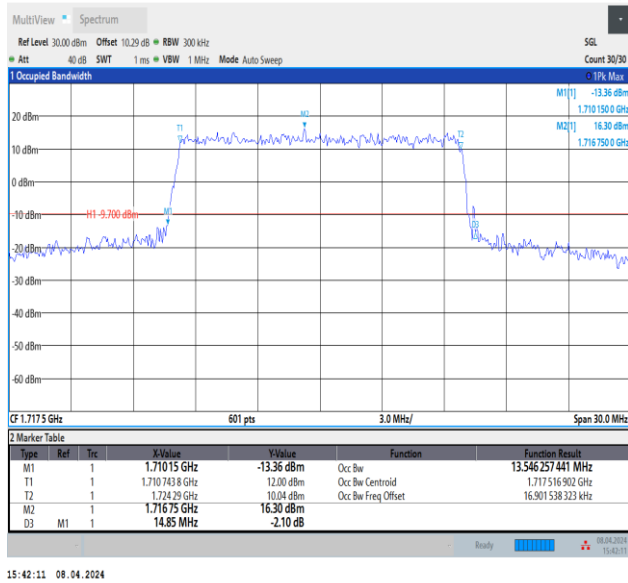 MultiView Spectrum
Ref Level 30.00 dBm Offset 10.29 dB RBW 300 kHz SGL
Att 40 dB SWT 1 ms VBW 1 MHz Mode Auto Sweep Count 30/30
1 Occupied Bandwidth 1Pk Max
M1[1] -13.36 dBm
1.710 150 0 GHz
M2[1] 16.30 dBm
1.716 750 0 GHz
20 dBm
M2
T1
T2
10 dBm
0 dBm
-10 dBm
H1 -9.700 dBm
M1
D3
-20 dBm
-30 dBm
-40 dBm
-50 dBm
-60 dBm
CF 1.7175 GHz 601 pts 3.0 MHz/ Span 30.0 MHz
2 Marker Table
Type Ref Trc X-Value Y-Value Function Function Result
M1 1 1.71015 GHz -13.36 dBm Occ Bw 13.546 257 441 MHz
T1 1 1.710 743 8 GHz 12.00 dBm Occ Bw Centroid 1.717 516 902 GHz
T2 1 1.724 29 GHz 10.04 dBm Occ Bw Freq Offset 16.901 538 323 kHz
M2 1 1.71675 GHz 16.30 dBm
D3 M1 1 14.85 MHz -2.10 dB
Ready 08.04.2024
15:42:11
15:42:11 08.04.2024